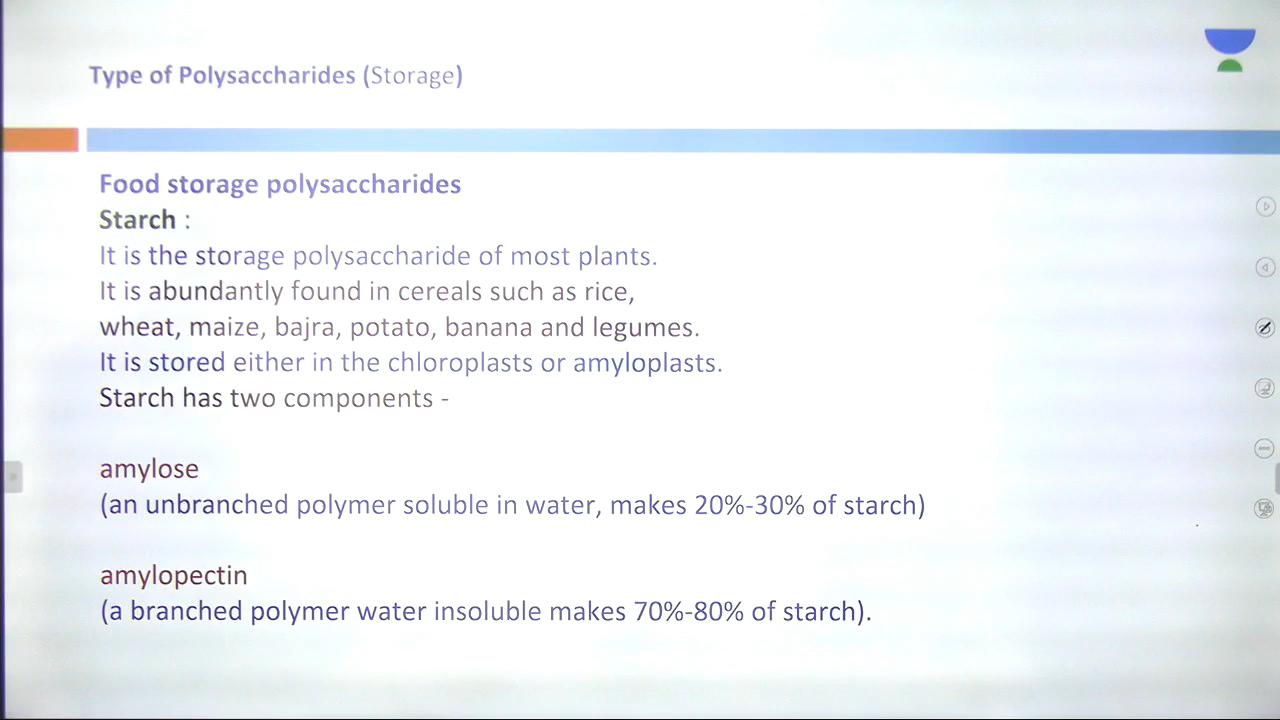 Type of Polysaccharides (Storage)
Food storage polysaccharides
Starch :
It is the storage polysaccharide of most plants.
It is abundantly found in cereals such as rice,
wheat, maize, bajra, potato, banana and legumes.
It is stored either in the chloroplasts or amyloplasts.
Starch has two components -
amylose
(an unbranched polymer soluble in water, makes 20%-30% of starch)
amylopectin
(a branched polymer water insoluble makes 70%-80% of starch).